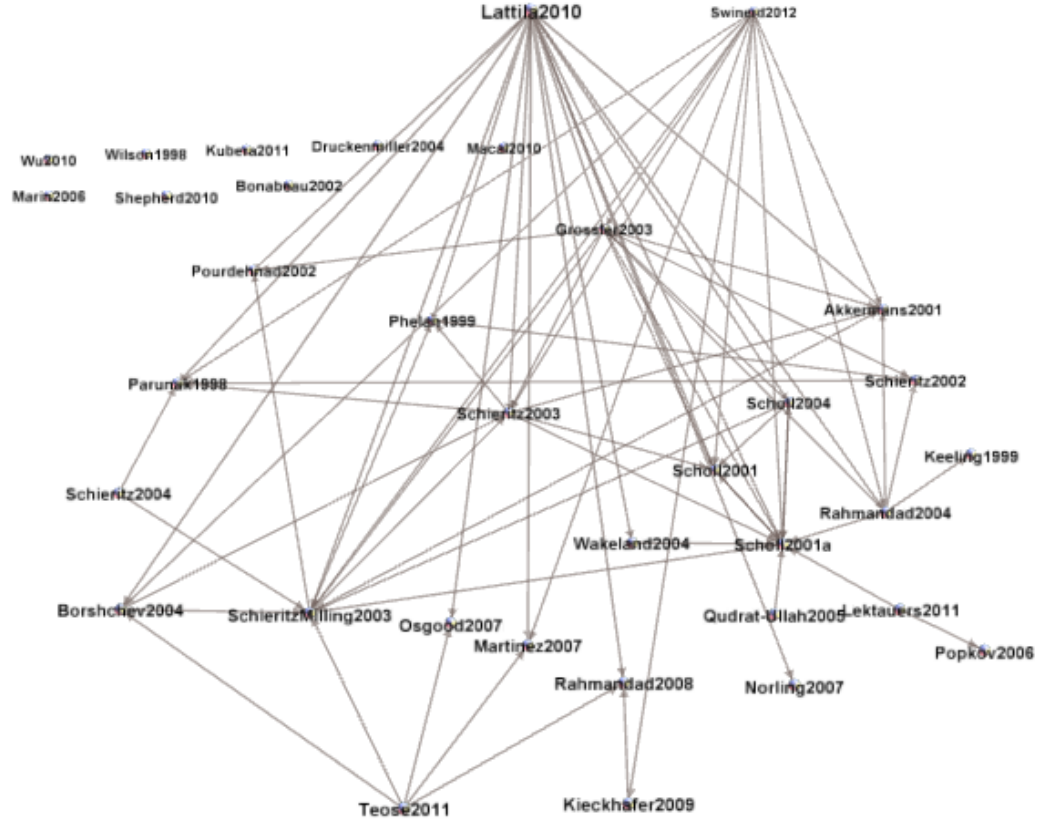 Lattila2010
Swinerd2012
Wu2010
Wilson1998
Kubera2011
Druckenmiller2004
Macal2010
Marin2006
Shepherd2010
Bonabeau2002
Grossler2003
Pourdehnad2002
Akkermans2001
Phelan1999
Parunak1998
Schieritz2002
Schieritz2003
Scholl2004
Keeling1999
Scholl2001
Schieritz2004
Rahmandad2004
Wakeland2004
Scholl2001a
Borshchev2004
SchieritzMilling2003
Osgood2007
Qudrat-Ullah2005
Lektauers2011
Martinez2007
Popkov2006
Rahmandad2008
Norling2007
Teose2011
Kieckhafer2009